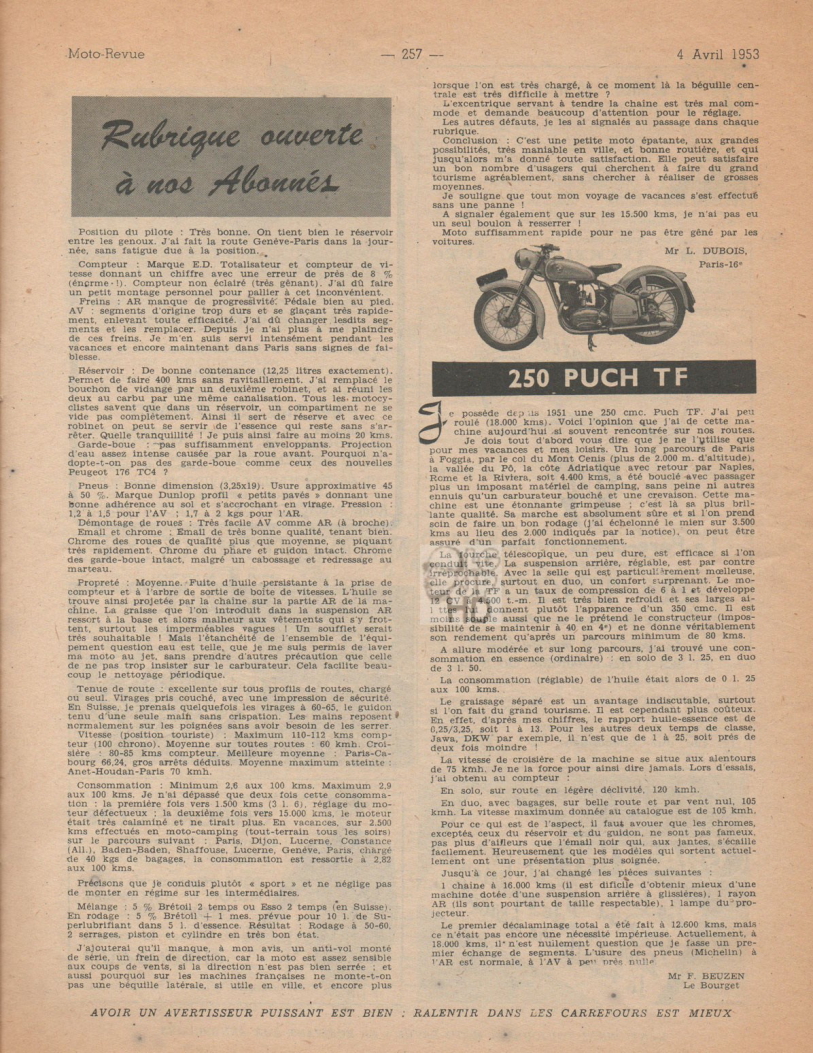 Moto-Revue
— 257 —
4 Avril 1953
Rubrique ouverte
à nos Abonnés
Position du pilote : Très bonne. On tient bien le réservoir
entre les genoux. J'ai fait la route Genève-Paris dans la jour-
née, sans fatigue due à la position.
Compteur : Marque E.D. Totalisateur et compteur de vi-
tesse donnant un chiffre avec une erreur de près de 8 %
(énorme !). Compteur non éclairé (très gênant). J'ai dû faire
un petit montage personnel pour pallier à cet inconvénient.
Freins : AR manque de progressivité. Pédale bien au pied.
AV : segments d'origine trop durs et se glaçant très rapide-
ment, enlevant toute efficacité. J'ai dû changer lesdits seg-
ments et les remplacer. Depuis je n'ai plus à me plaindre
de ces freins. Je m'en suis servi intensément pendant les
vacances et encore maintenant dans Paris sans signes de fai-
blesse.
Réservoir : De bonne contenance (12,25 litres exactement).
Permet de faire 400 kms sans ravitaillement. J'ai remplacé le
bouchon de vidange par un deuxième robinet, et ai réuni les
deux au carbu par une même canalisation. Tous les motocy-
clistes savent que dans un réservoir, un compartiment ne se
vide pas complètement. Ainsi il sert de réserve et avec ce
robinet on peut se servir de l'essence qui reste sans s'ar-
rêter. Quelle tranquillité ! Je puis ainsi faire au moins 20 kms.
Garde-boue : pas suffisamment enveloppants. Projection
d'eau assez intense causée par la roue avant. Pourquoi n'a-
dopte-t-on pas des garde-boue comme ceux des nouvelles
Peugeot 176 TC4 ?
Pneus : Bonne dimension (3,25x19). Usure approximative 45
à 50 %. Marque Dunlop profil « petits pavés » donnant une
bonne adhérence au sol et s'accrochant en virage. Pression :
1,2 à 1,5 pour l'AV ; 1,7 à 2 kgs pour l'AR.
Démontage de roues : Très facile AV comme AR (à broche).
Email et chrome : Email de très bonne qualité, tenant bien.
Chrome des roues de qualité plus que moyenne, se piquant
très rapidement. Chrome du phare et guidon intact. Chrome
des garde-boue intact, malgré un cabossage et redressage au
marteau.
Propreté : Moyenne. Fuite d'huile persistante à la prise de
compteur et à l'arbre de sortie de boîte de vitesses. L'huile se
trouve ainsi projetée par la chaîne sur la partie AR de la ma-
chine. La graisse que l'on introduit dans la suspension AR
ressort à la base et alors malheur aux vêtements qui s'y frot-
tent, surtout les imperméables vagues ! Un soufflet serait
très souhaitable ! Mais l'étanchéité de l'ensemble de l'équi-
pement question eau est telle, que je me suis permis de laver
ma moto au jet, sans prendre d'autres précaution que celle
de ne pas trop insister sur le carburateur. Cela facilite beau-
coup le nettoyage périodique.
Tenue de route : excellente sur tous profils de routes, chargé
ou seul. Virages pris couché, avec une impression de sécurité.
En Suisse, je prenais quelquefois les virages à 60-65, le guidon
tenu d'une seule main sans crispation. Les mains reposent
normalement sur les poignées sans avoir besoin de les serrer.
Vitesse (position touriste) : Maximum 110-112 kms comp-
teur (100 chrono). Moyenne sur toutes routes : 60 kmh. Croi-
sière : 80-85 kms compteur. Meilleure moyenne : Paris-Ca-
bourg 66,24, gros arrêts déduits. Moyenne maximum atteinte :
Anet-Houdan-Paris 70 kmh.
Consommation : Minimum 2,6 aux 100 kms. Maximum 2,9
aux 100 kms. Je n'ai dépassé que deux fois cette consomma-
tion : la première fois vers 1.500 kms (3 l. 6), réglage du mo-
teur défectueux ; la deuxième fois vers 15.000 kms, le moteur
était très calaminé et ne tirait plus. En vacances, sur 2.500
kms effectués en moto-camping (tout-terrain tous les soirs)
sur le parcours suivant : Paris, Dijon, Lucerne, Constance
(All.), Baden-Baden, Shaffouse, Lucerne, Genève, Paris, chargé
de 40 kgs de bagages, la consommation est ressortie à 2,82
aux 100 kms.
Précisons que je conduis plutôt « sport » et ne néglige pas
de monter en régime sur les intermédiaires.
Mélange : 5 % Brétoil 2 temps ou Esso 2 temps (en Suisse).
En rodage : 5 % Brétoil + 1 mes. prévue pour 10 l. de Su-
perlubrifiant dans 5 l. d'essence. Résultat : Rodage à 50-60,
2 serrages, piston et cylindre en très bon état.
J'ajouterai qu'il manque, à mon avis, un anti-vol monté
de série, un frein de direction, car la moto est assez sensible
aux coups de vents, si la direction n'est pas bien serrée ; et
aussi pourquoi sur les machines françaises ne monte-t-on
pas une béquille latérale, si utile en ville, et encore plus
lorsque l'on est très chargé, à ce moment là la béquille cen-
trale est très difficile à mettre ?
L'excentrique servant à tendre la chaîne est très mal com-
mode et demande beaucoup d'attention pour le réglage.
Les autres défauts, je les ai signalés au passage dans chaque
rubrique.
Conclusion : C'est une petite moto épatante, aux grandes
possibilités, très maniable en ville, et bonne routière, et qui
jusqu'alors m'a donné toute satisfaction. Elle peut satisfaire
un bon nombre d'usagers qui cherchent à faire du grand
tourisme agréablement, sans chercher à réaliser de grosses
moyennes.
Je souligne que tout mon voyage de vacances s'est effectué
sans une panne !
A signaler également que sur les 15.500 kms, je n'ai pas eu
un seul boulon à resserrer !
Moto suffisamment rapide pour ne pas être gêné par les
voitures.
Mr L. DUBOIS,
Paris-16e
250 PUCH TF
Je possède depuis 1951 une 250 cmc. Puch TF. J'ai peu
roulé (18.000 kms). Voici l'opinion que j'ai de cette ma-
chine aujourd'hui si souvent rencontrée sur nos routes.
Je dois tout d'abord vous dire que je ne l'utilise que
pour mes vacances et mes loisirs. Un long parcours de Paris
à Foggia, par le col du Mont Cenis (plus de 2.000 m. d'altitude),
la vallée du Pô, la côte Adriatique avec retour par Naples,
Rome et la Riviera, soit 4.400 kms, a été bouclé avec passager
plus un imposant matériel de camping, sans peine ni autres
ennuis qu'un carburateur bouché et une crevaison. Cette ma-
chine est une étonnante grimpeuse ; c'est là sa plus bril-
lante qualité. Sa marche est absolument sûre et si l'on prend
soin de faire un bon rodage (j'ai échelonné le mien sur 3.500
kms au lieu des 2.000 indiqués par la notice), on peut être
assuré d'un parfait fonctionnement.
La fourche télescopique, un peu dure, est efficace si l'on
conduit vite. La suspension arrière, réglable, est par contre
irréprochable. Avec la selle qui est particulièrement mœlleuse,
elle procure, surtout en duo, un confort surprenant. Le mo-
teur de TF a un taux de compression de 6 à 1 et développe
CV 4.500 t.-m. Il est très bien refroidi et ses larges ai-
donnent plutôt l'apparence d'un 350 cmc. Il est
moins aussi que ne le prétend le constructeur (impos-
sibilité de se maintenir à 40 en 4e) et ne donne véritablement
son rendement qu'après un parcours minimum de 80 kms.
A allure modérée et sur long parcours, j'ai trouvé une con-
sommation en essence (ordinaire) : en solo de 3 l. 25, en duo
de 3 l. 50.
La consommation (réglable) de l'huile était alors de 0 l. 25
aux 100 kms.
Le graissage séparé est un avantage indiscutable, surtout
si l'on fait du grand tourisme. Il est cependant plus coûteux.
En effet, d'après mes chiffres, le rapport huile-essence est de
0,25/3,25, soit 1 à 13. Pour les autres deux temps de classe,
Jawa, DKW par exemple, il n'est que de 1 à 25, soit près de
deux fois moindre !
La vitesse de croisière de la machine se situe aux alentours
de 75 kmh. Je ne la force pour ainsi dire jamais. Lors d'essais,
j'ai obtenu au compteur :
En solo, sur route en légère déclivité, 120 kmh.
En duo, avec bagages, sur belle route et par vent nul, 105
kmh. La vitesse maximum donnée au catalogue est de 105 kmh.
Pour ce qui est de l'aspect, il faut avouer que les chromes,
exceptés ceux du réservoir et du guidon, ne sont pas fameux,
pas plus d'ailleurs que l'émail noir qui, aux jantes, s'écaille
facilement. Heureusement que les modèles qui sortent actuel-
lement ont une présentation plus soignée.
Jusqu'à ce jour, j'ai changé les pièces suivantes :
1 chaîne à 16.000 kms (il est dificile d'obtenir mieux d'une
machine dotée d'une suspension arrière à glissières), 1 rayon
AR (ils sont pourtant de taille respectable), 1 lampe du pro-
jecteur.
Le premier décalaminage total a été fait à 12.600 kms, mais
ce n'était pas encore une nécessité impérieuse. Actuellement, à
18.000 kms, il n'est nullement question que je fasse un pre-
mier échange de segments. L'usure des pneus (Michelin) à
l'AR est normale, à l'AV à peu près nulle.
Mr F. BEUZEN
Le Bourget
AVOIR UN AVERTISSEUR PUISSANT EST BIEN ; RALENTIR DANS LES CARREFOURS EST MIEUX